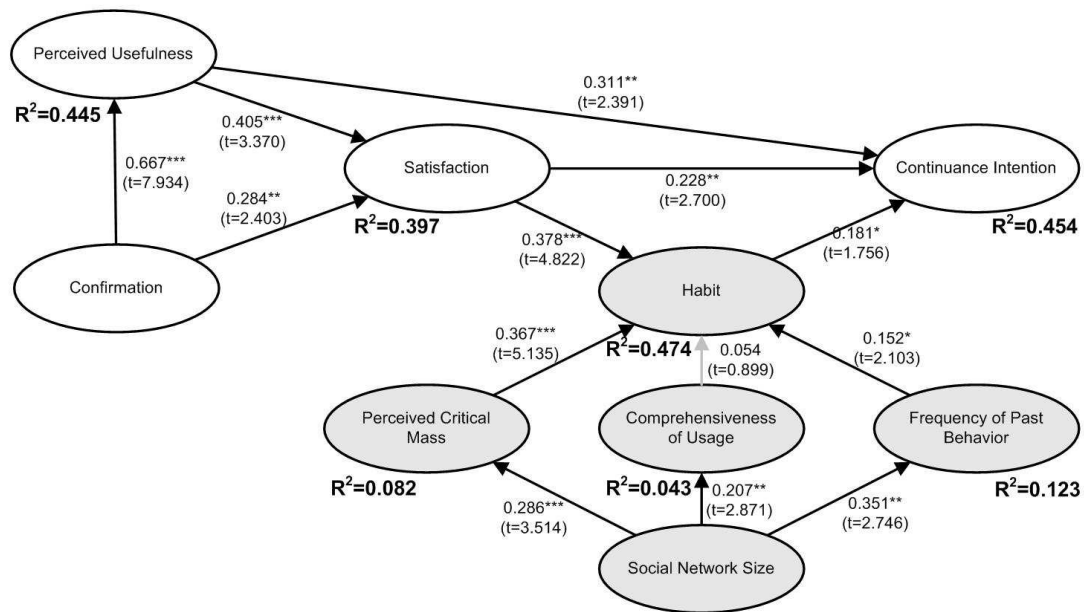 Perceived Usefulness
R²=0.445
0.311**
(t=2.391)
0.405***
(t=3.370)
0.667***
(t=7.934)
Satisfaction
R²=0.397
0.228**
(t=2.700)
Continuance Intention
R²=0.454
0.284**
(t=2.403)
0.378***
(t=4.822)
0.181*
(t=1.756)
Confirmation
Habit
R²=0.474
0.367***
(t=5.135)
0.054
(t=0.899)
0.152*
(t=2.103)
Perceived Critical
Mass
R²=0.082
Comprehensiveness
of Usage
R²=0.043
Frequency of Past
Behavior
R²=0.123
0.286***
(t=3.514)
0.207**
(t=2.871)
0.351**
(t=2.746)
Social Network Size